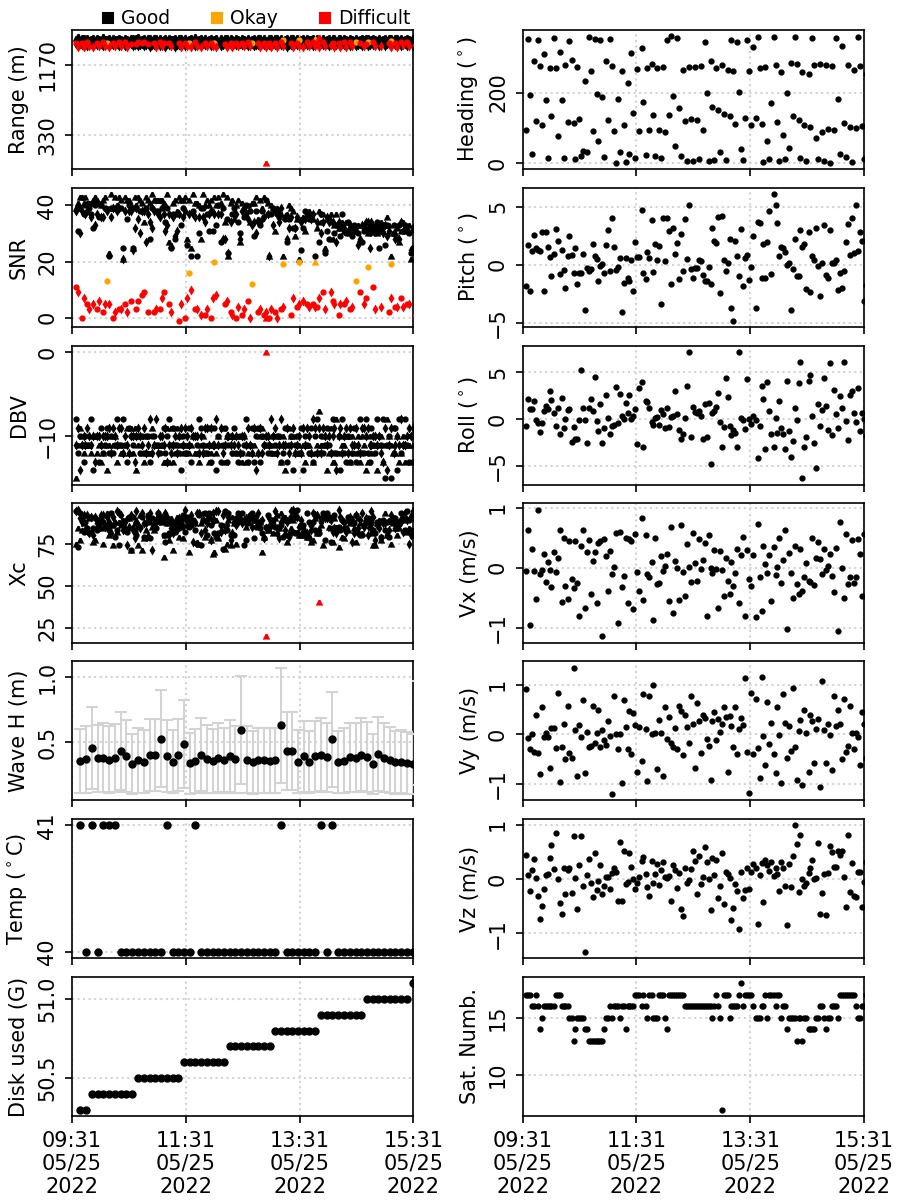 Good Okay Difficult
Range (m)
1170
330
Heading (°)
200
0
SNR
40
20
0
Pitch (°)
5
0
−5
DBV
0
−10
Roll (°)
5
0
−5
Xc
75
50
25
Vx (m/s)
1
0
−1
Wave H (m)
1.0
0.5
Vy (m/s)
1
0
−1
Temp (°C)
41
40
Vz (m/s)
1
0
−1
Disk used (G)
51.0
50.5
Sat. Numb.
15
10
09:31 11:31 13:31 15:31
05/25 05/25 05/25 05/25
2022 2022 2022 2022
09:31 11:31 13:31 15:31
05/25 05/25 05/25 05/25
2022 2022 2022 2022